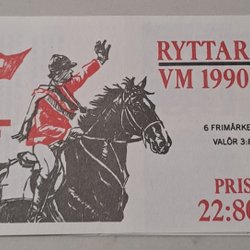 RYTTAR
VM 1990
6 FRIMÄRKE
VALÖR 3:
PRIS
22:80